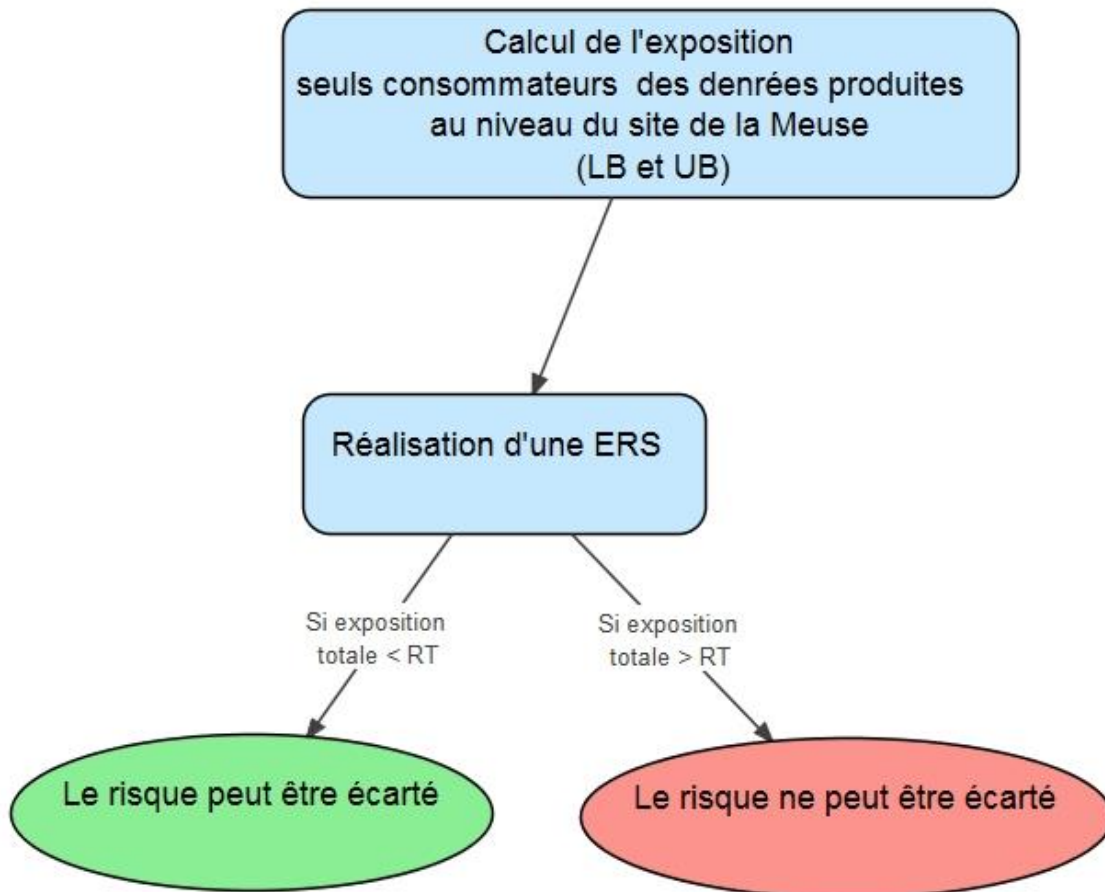 Calcul de l'exposition
seuls consommateurs des denrées produites
au niveau du site de la Meuse
(LB et UB)
Réalisation d'une ERS
Si exposition
totale < RT
Si exposition
totale > RT
Le risque peut être écarté
Le risque ne peut être écarté